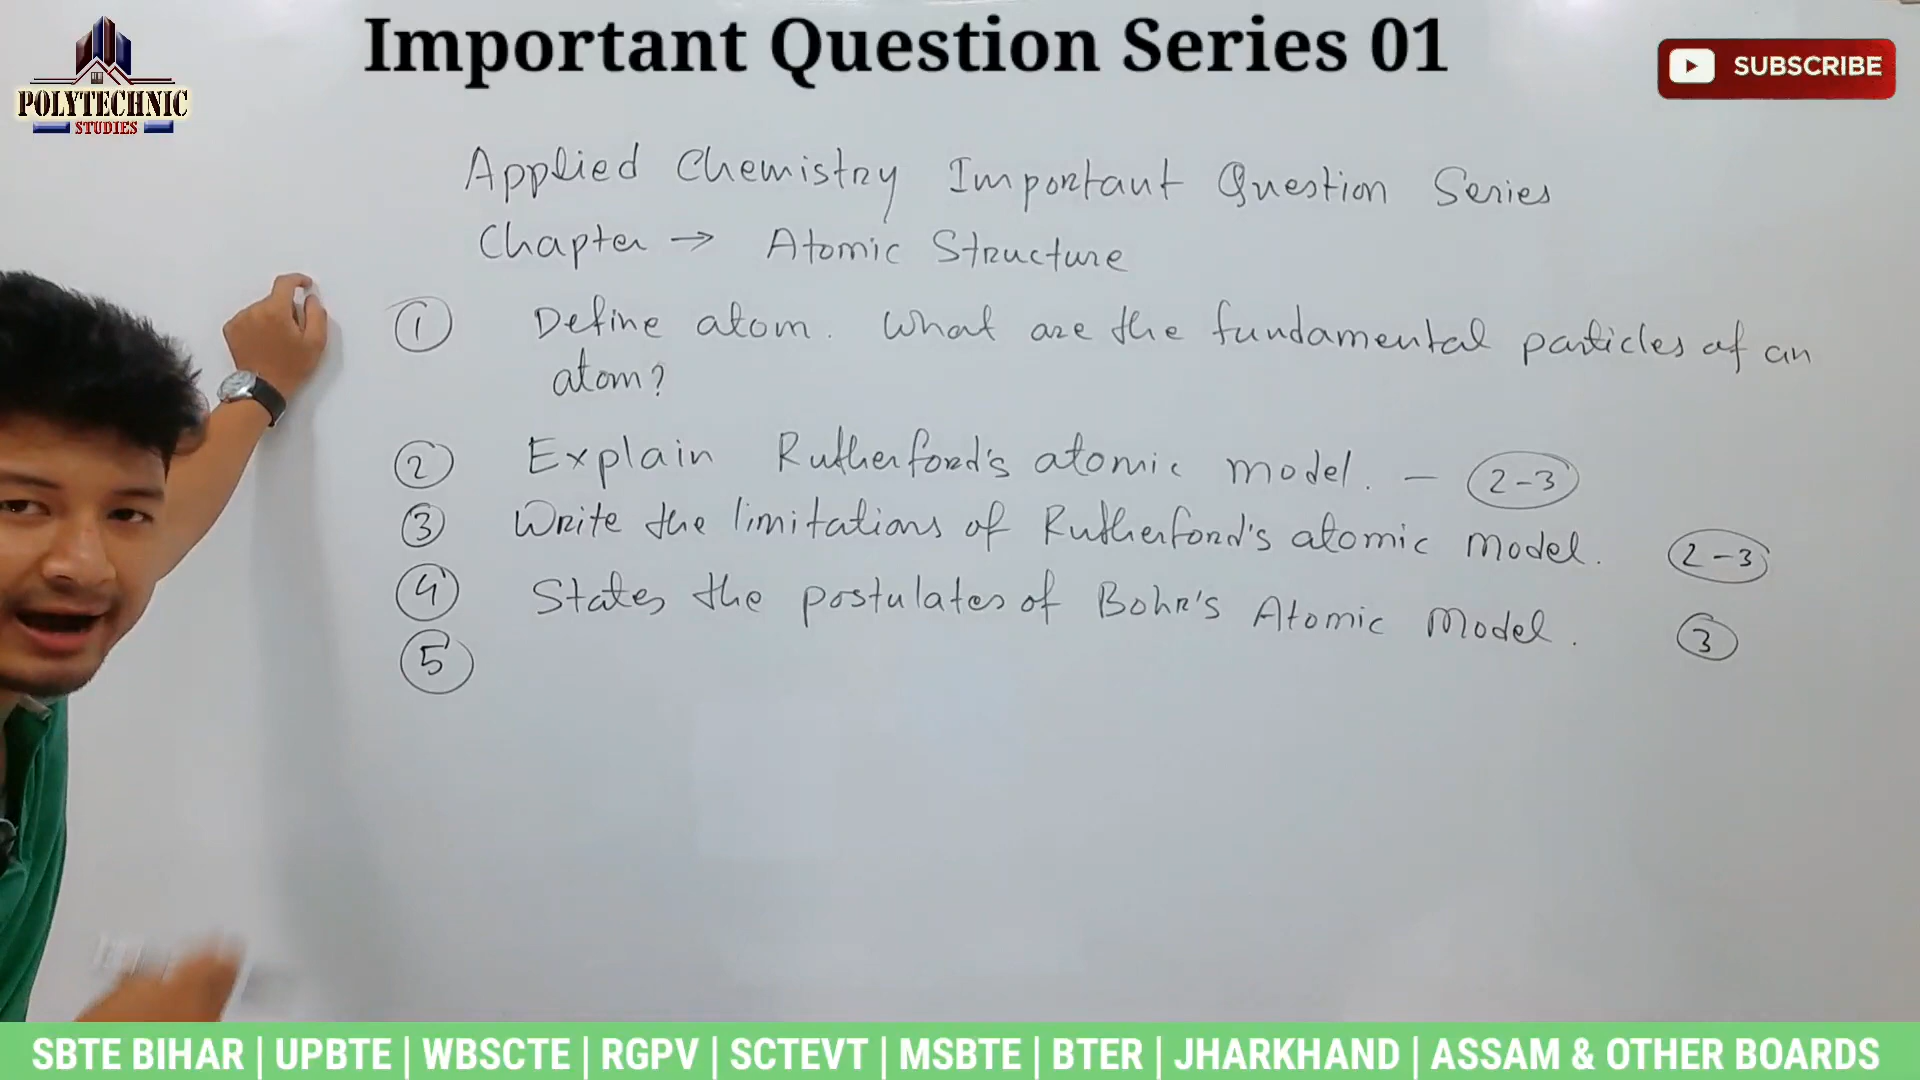 Important Question Series 01
POLYTECHNIC
STUDIES
SUBSCRIBE
Applied Chemistry Important Question Series
Chapter → Atomic Structure
① Define atom. What are the fundamental particles of an
atom?
② Explain Rutherford's atomic model. — 2-3
③ Write the limitations of Rutherford's atomic model. 2-3
④ States the postulates of Bohr's Atomic Model. 3
⑤
SBTE BIHAR | UPBTE | WBSCTE | RGPV | SCTEVT | MSBTE | BTER | JHARKHAND | ASSAM & OTHER BOARDS